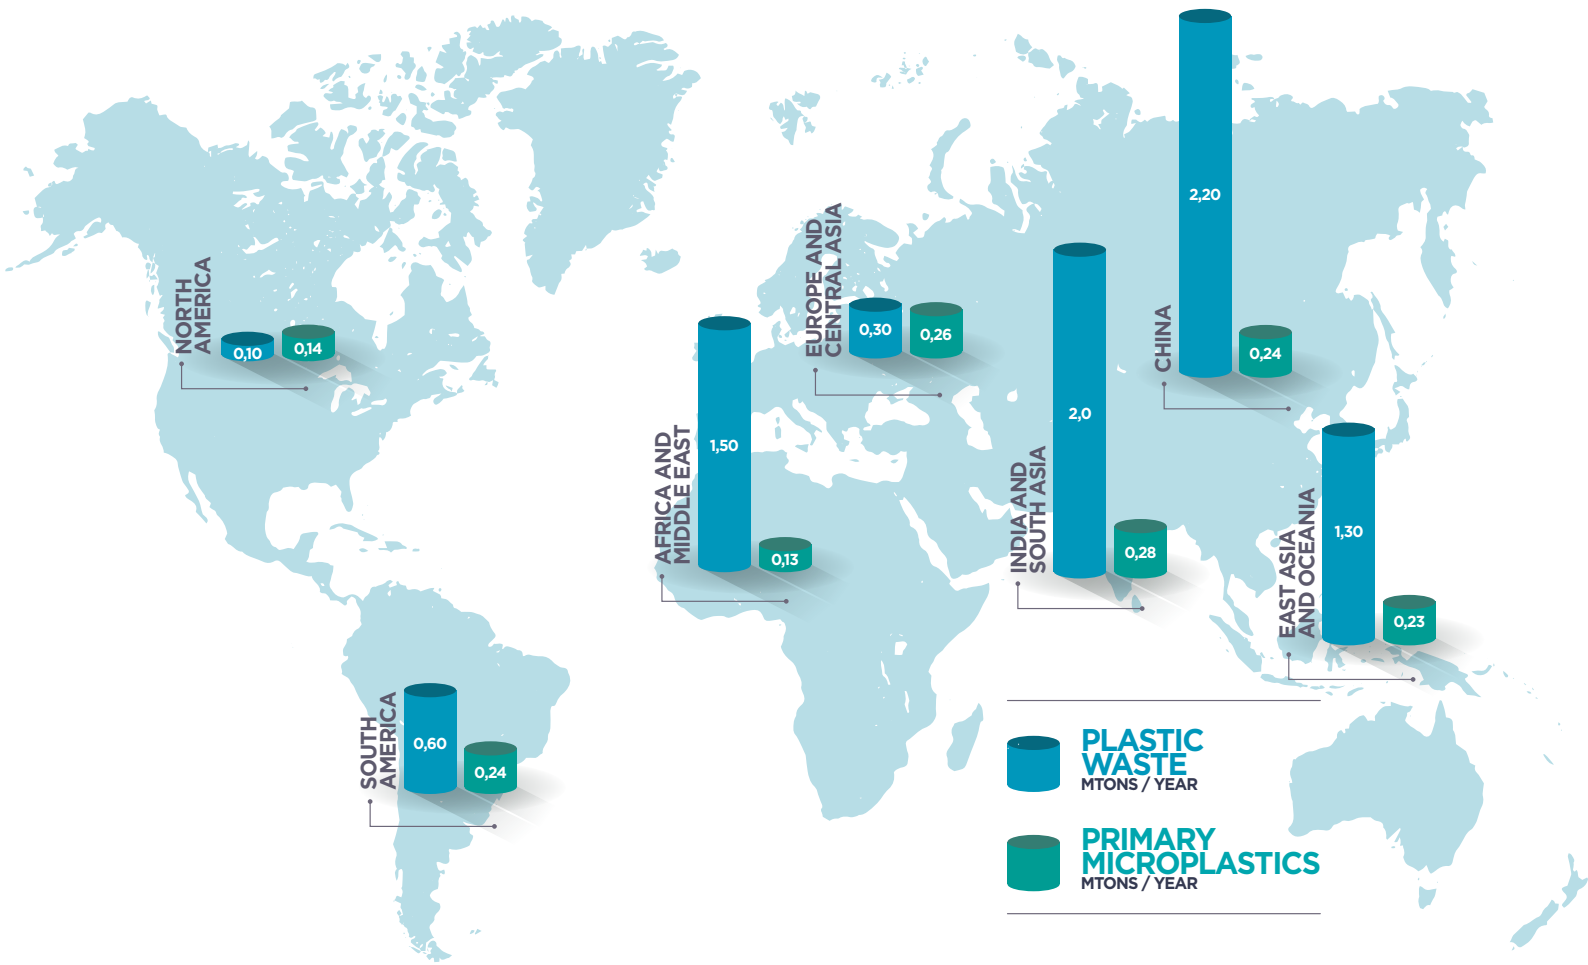 NORTH
AMERICA
0,10
0,14
SOUTH
AMERICA
0,60
0,24
AFRICA AND
MIDDLE EAST
1,50
0,13
EUROPE AND
CENTRAL ASIA
0,30
0,26
INDIA AND
SOUTH ASIA
2,0
0,28
CHINA
2,20
0,24
EAST ASIA
AND OCEANIA
1,30
0,23
PLASTIC
WASTE
MTONS / YEAR
PRIMARY
MICROPLASTICS
MTONS / YEAR